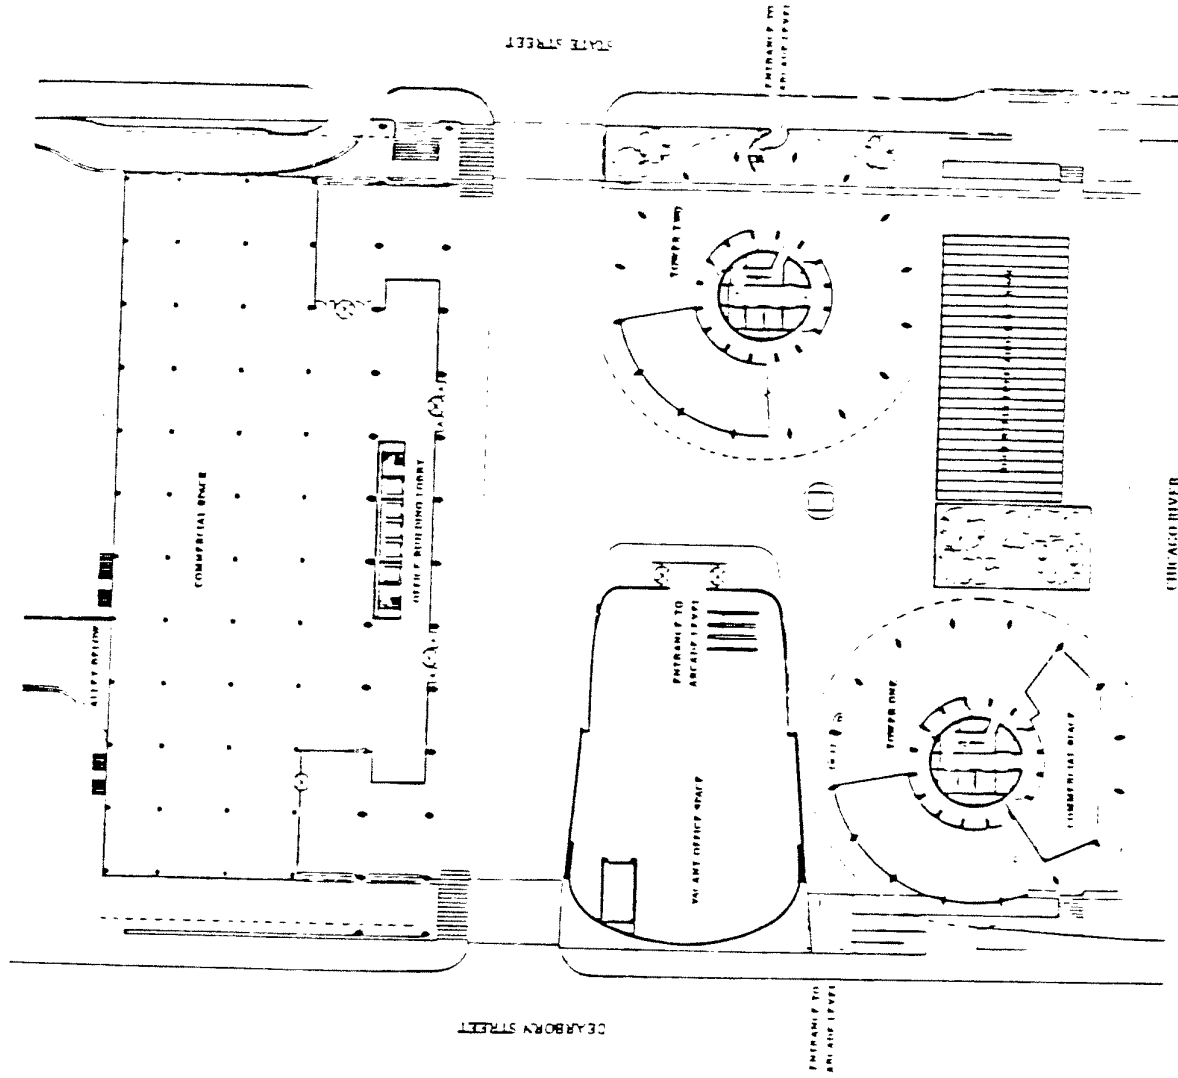 STATE STREET
ENTRANCE TO
ARCADE LEVEL
TOWER TWO
COMMERCIAL SPACE
OFFICE BUILDING LOBBY
CHICAGO RIVER
ENTRANCE TO
ARCADE LEVEL
ALLEY BELOW
TOWER ONE
COMMERCIAL SPACE
VACANT OFFICE SPACE
ENTRANCE TO
ARCADE LEVEL
DEARBORN STREET